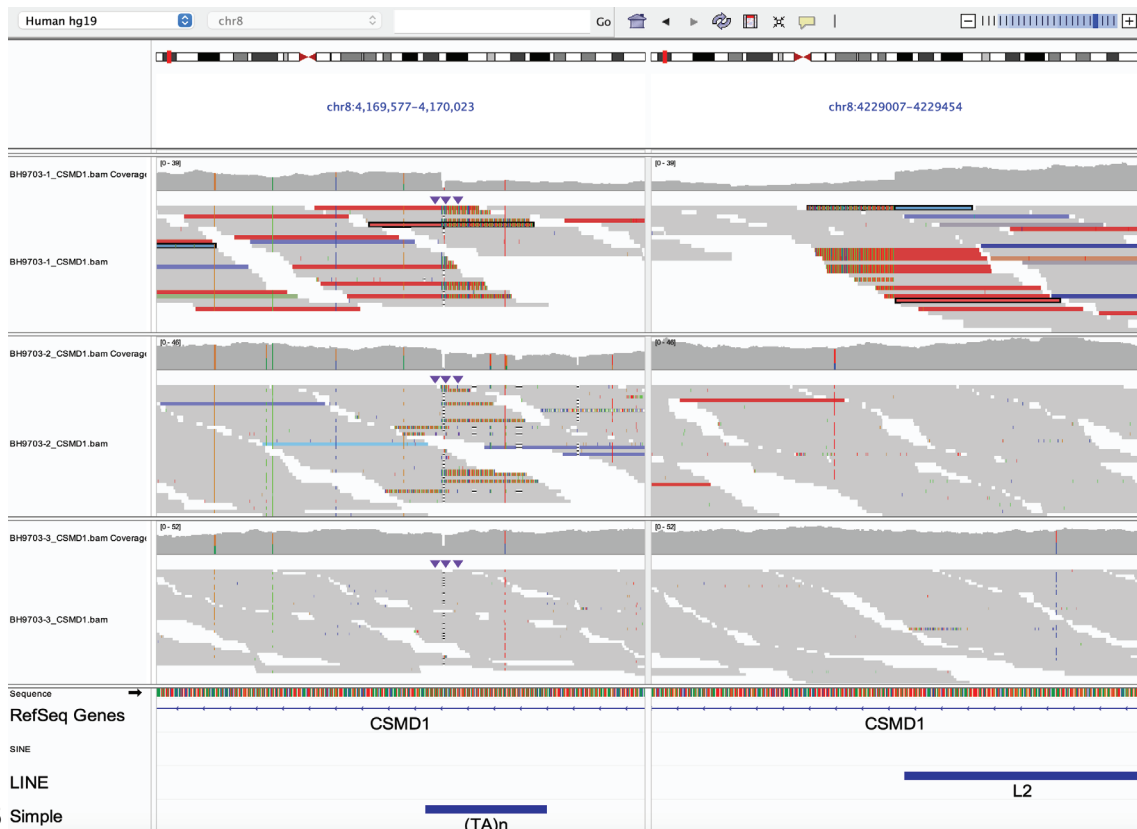 Human hg19 chr8 Go
chr8:4,169,577-4,170,023 chr8:4229007-4229454
[0 - 39] [0 - 39]
BH9703-1_CSMD1.bam Coverage
BH9703-1_CSMD1.bam
[0 - 46] [0 - 46]
BH9703-2_CSMD1.bam Coverage
BH9703-2_CSMD1.bam
[0 - 52] [0 - 52]
BH9703-3_CSMD1.bam Coverage
BH9703-3_CSMD1.bam
Sequence
RefSeq Genes
CSMD1 CSMD1
SINE
LINE
L2
Simple
(TA)n